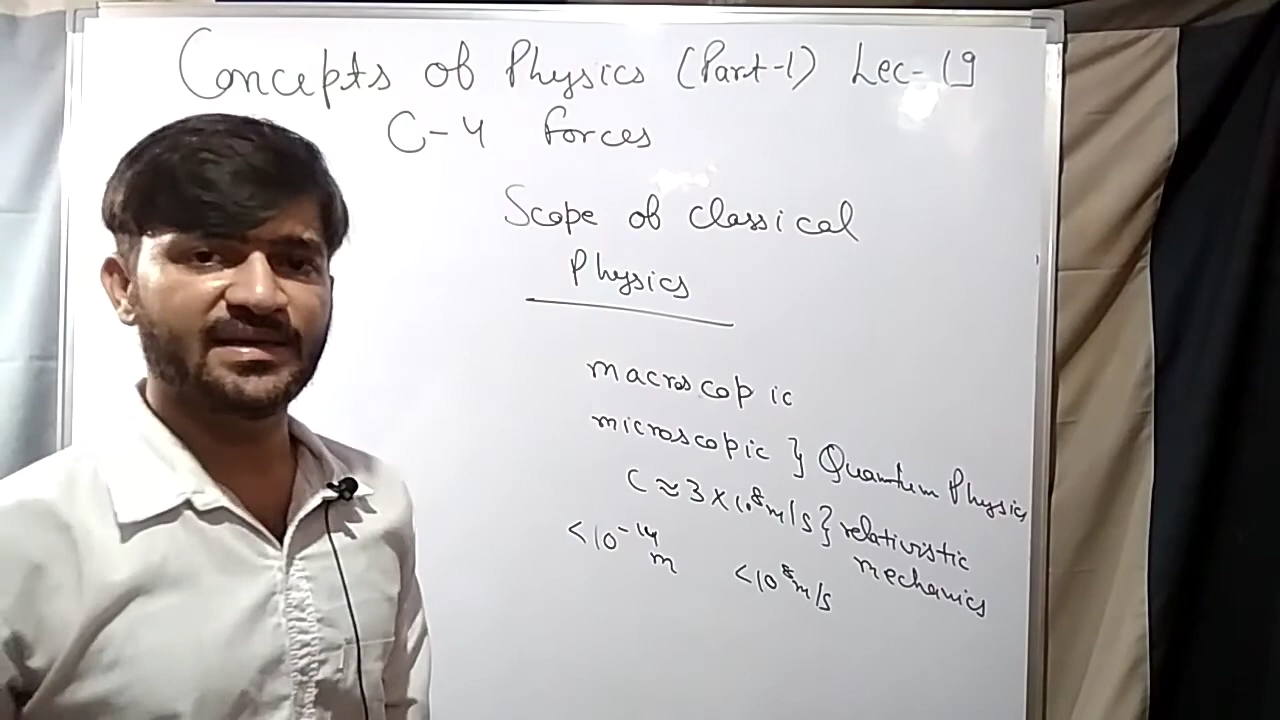 Concepts of Physics (Part-1) Lec-19
C-4 forces
Scope of classical
Physics
macroscopic
microscopic } Quantum Physics
C ≈ 3 × 10⁸ m/s } relativistic
mechanics
< 10⁻¹⁴
m
< 10⁸ m/s